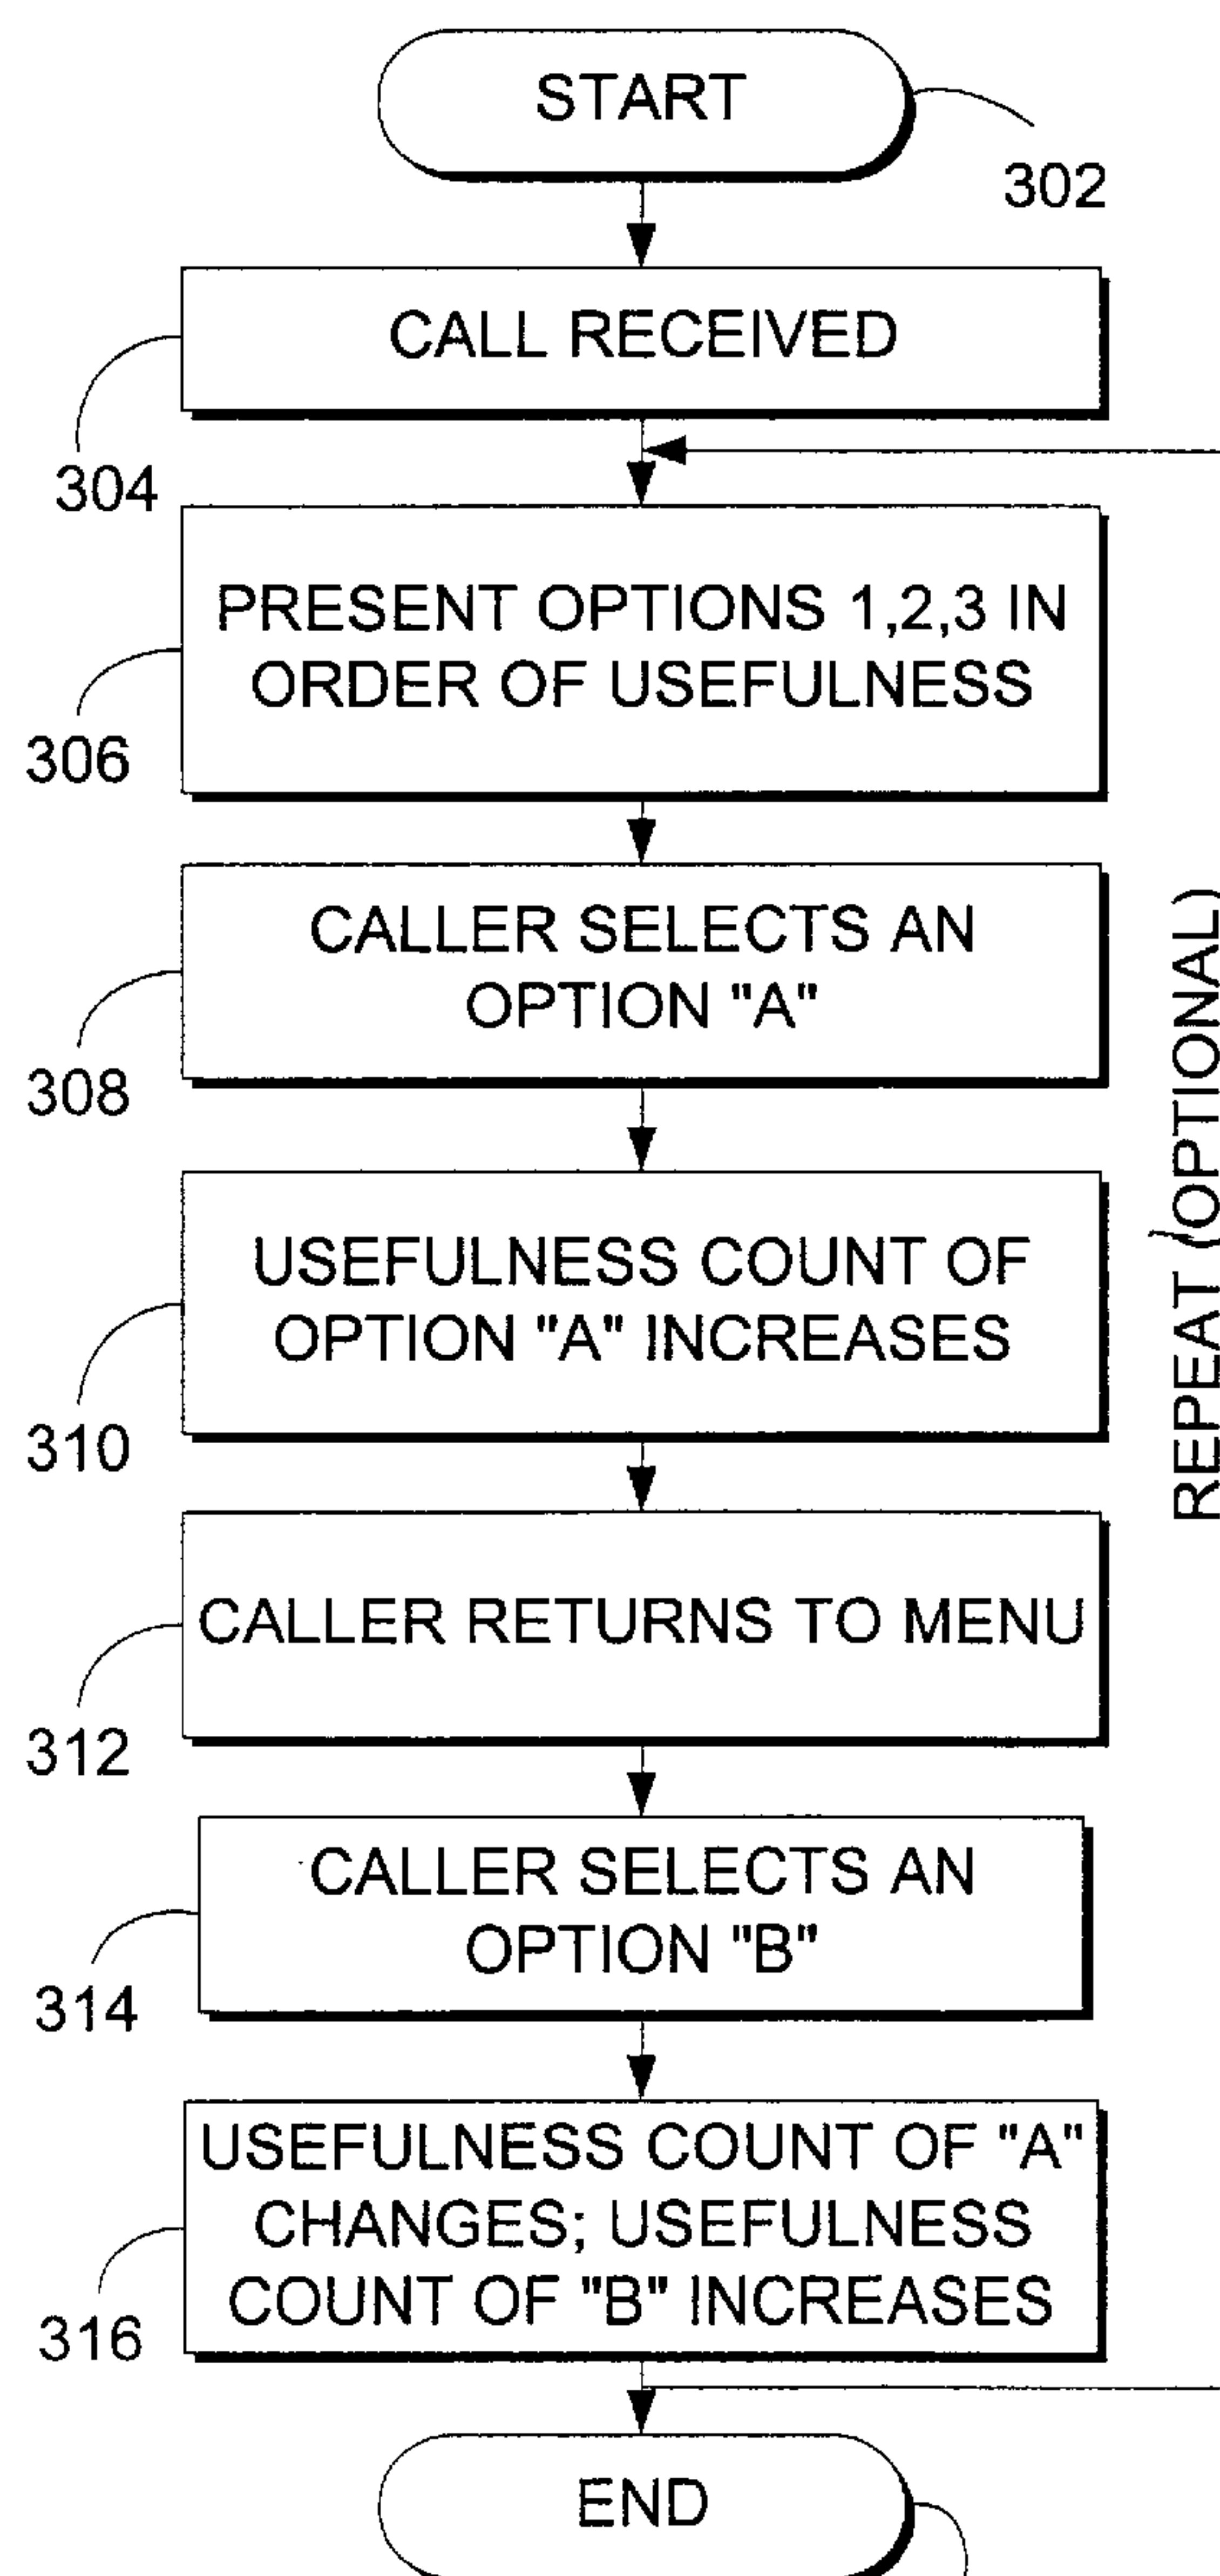 START
302
CALL RECEIVED
304
PRESENT OPTIONS 1,2,3 IN
ORDER OF USEFULNESS
306
CALLER SELECTS AN
OPTION "A"
308
REPEAT (OPTIONAL)
USEFULNESS COUNT OF
OPTION "A" INCREASES
310
CALLER RETURNS TO MENU
312
CALLER SELECTS AN
OPTION "B"
314
USEFULNESS COUNT OF "A"
CHANGES; USEFULNESS
COUNT OF "B" INCREASES
316
END